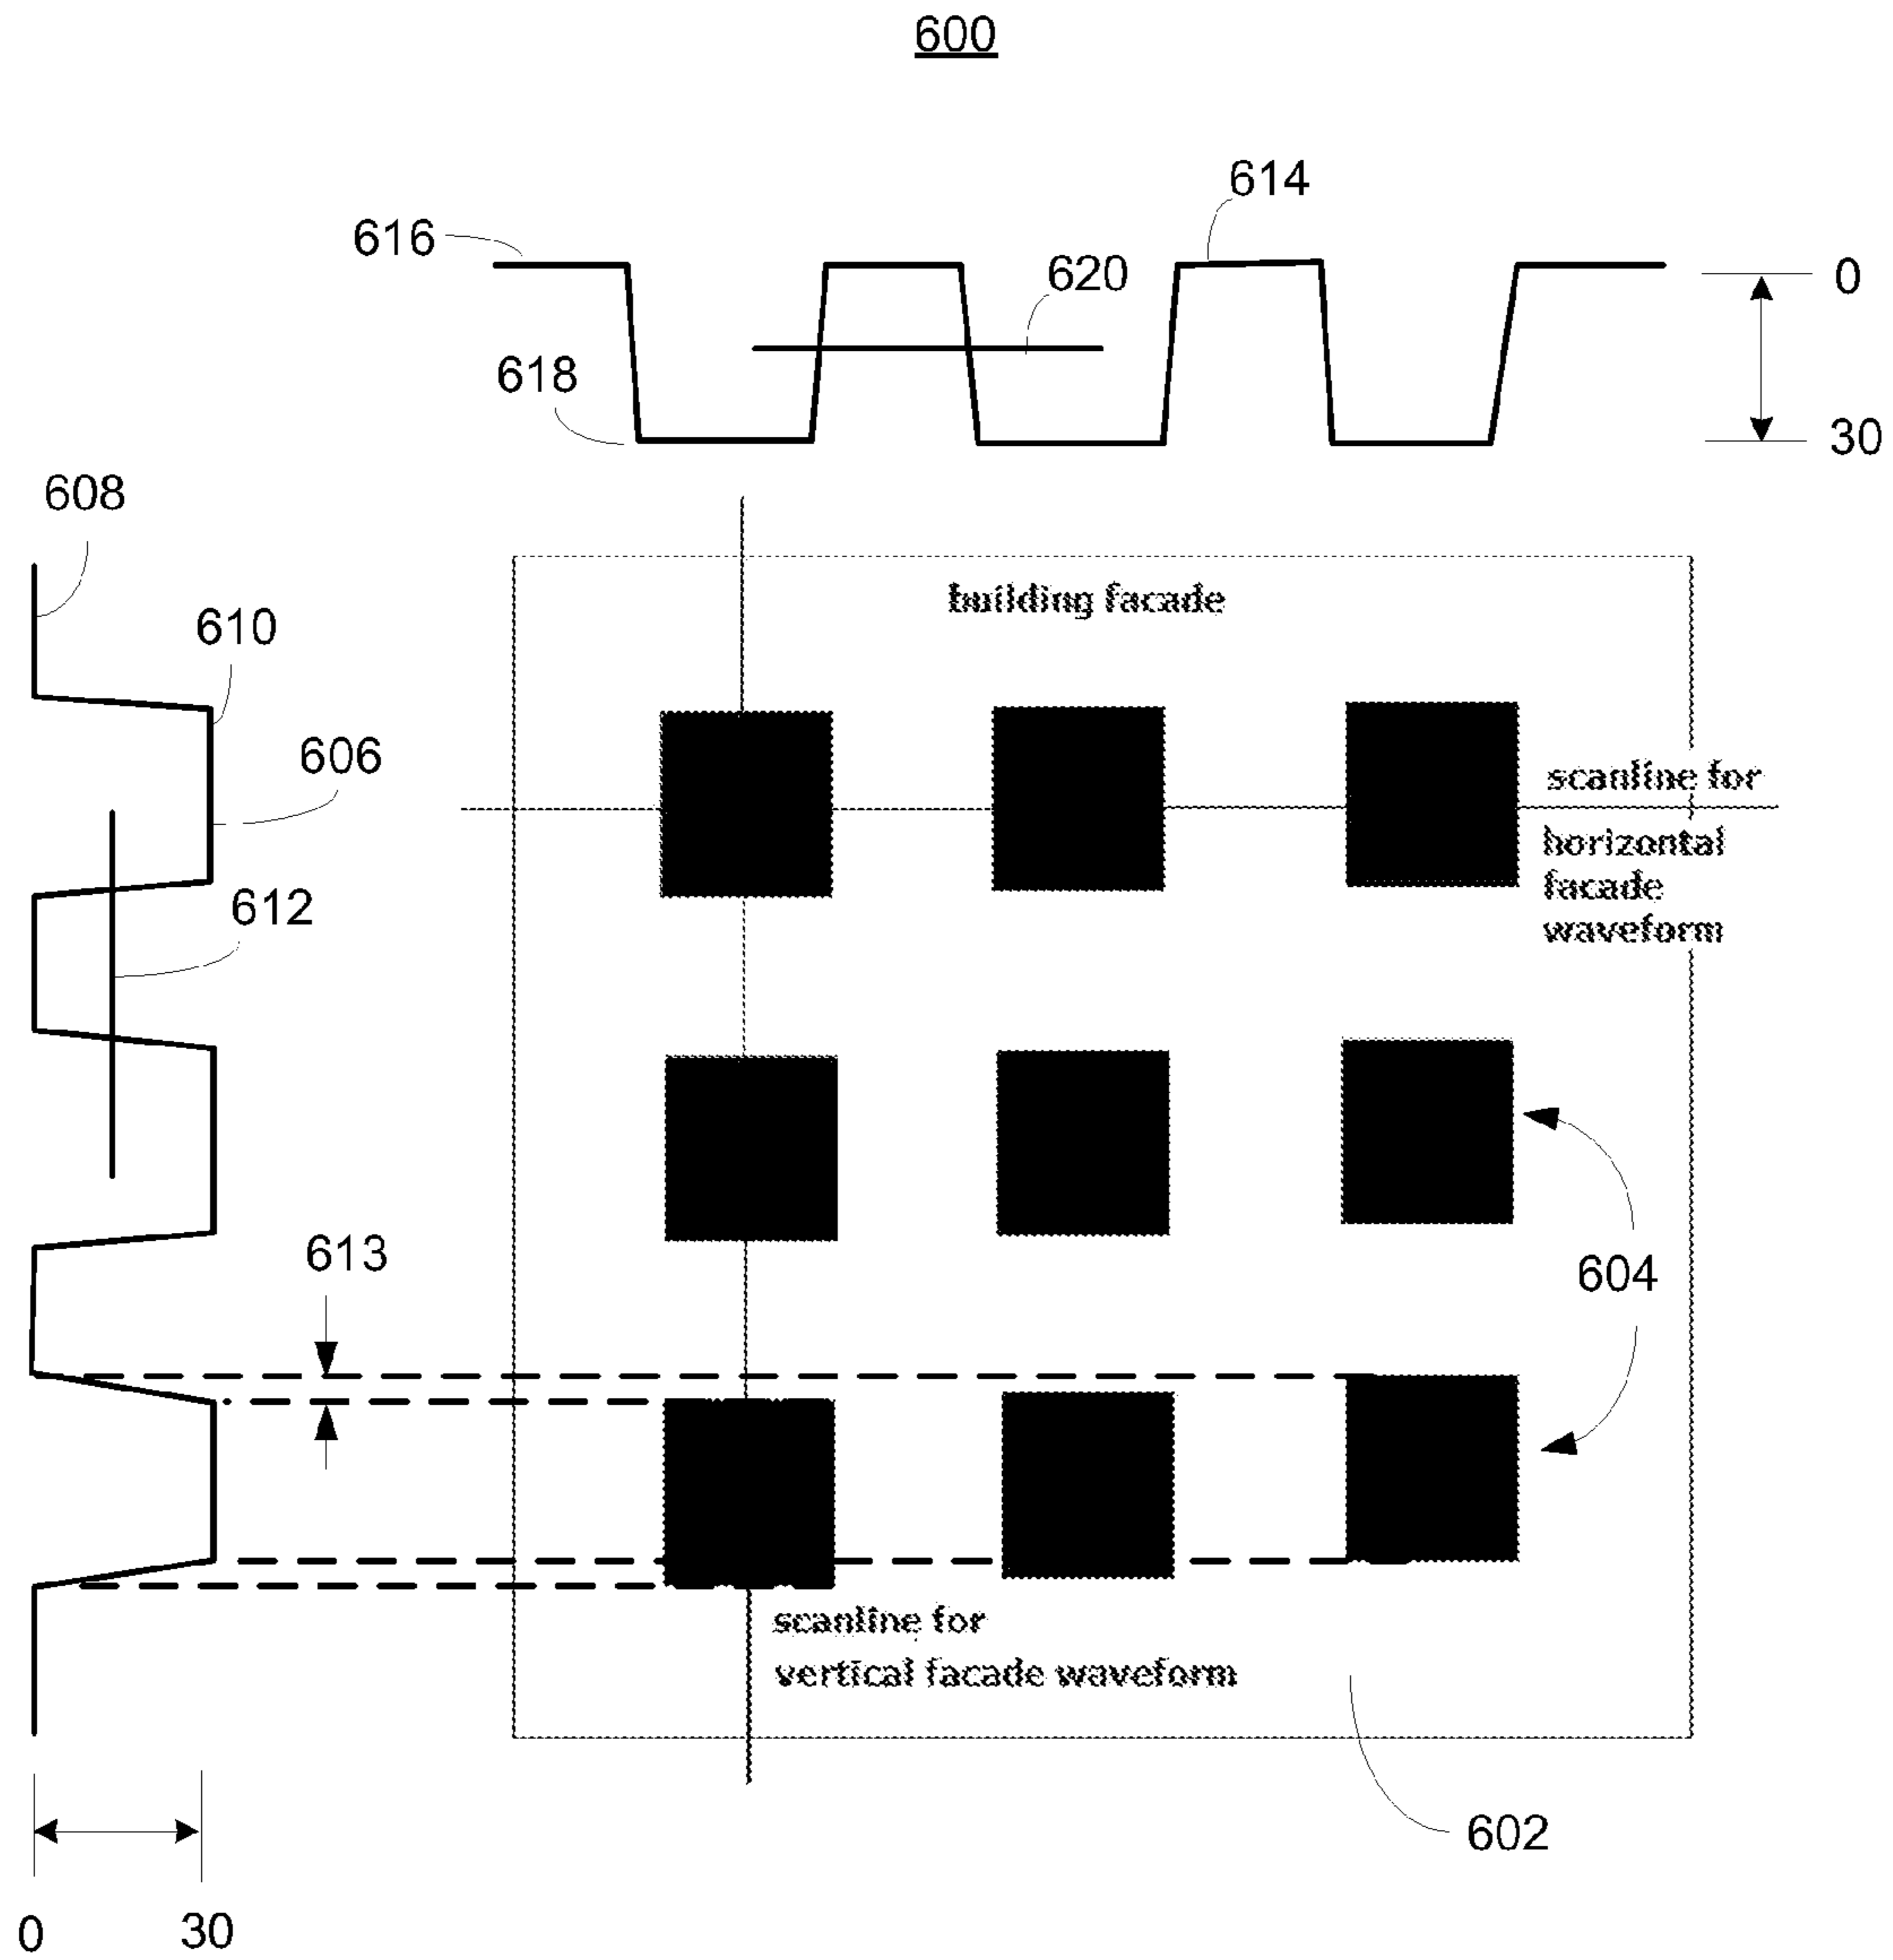 600
614
616
620
0
618
30
608
building facade
610
606
scanline for
horizontal
facade
waveform
612
613
604
scanline for
vertical facade waveform
602
0
30